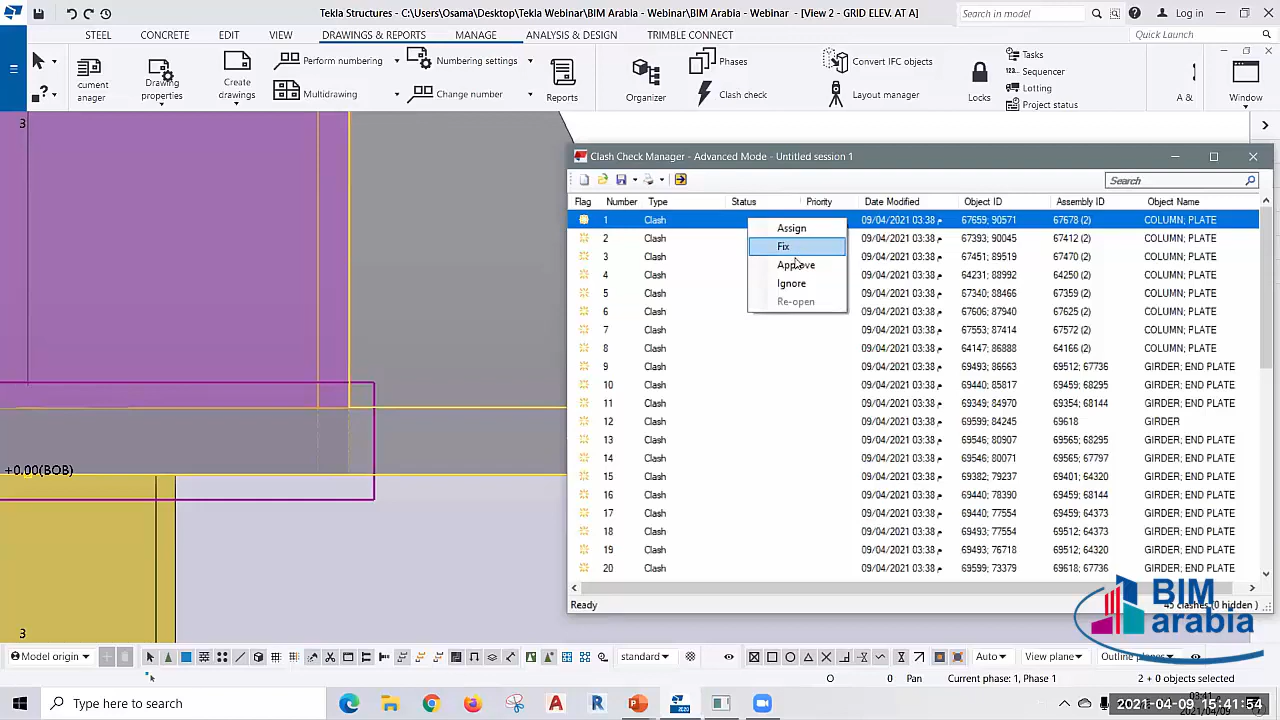 Tekla Structures - C:\Users\asma\Desktop\Tekla Webinar\BIM Arabia - Webinar\BIM Arabia - Webinar - [View 2 - GRID 3 AT A]
Search in model
Log in
STEEL CONCRETE EDIT VIEW DRAWINGS & REPORTS MANAGE ANALYSIS & DESIGN TRIMBLE CONNECT
Quick Launch
cument anager
Drawing properties
Create drawings
Perform numbering
Multidrawing
Numbering settings
Change number
Reports
Organizer
Phases
Clash check
Convert IFC objects
Layout manager
Locks
Tasks
Sequencer
Lotting
Project status
A &
Window
3
+0.00(BOB)
3
Clash Check Manager - Advanced Mode - Untitled session 1
Search
Flag Number Type Status Priority Date Modified Object ID Assembly ID Object Name
1 Clash 09/04/2021 03:38 م 67659; 90571 67678 (2) COLUMN; PLATE
2 Clash 09/04/2021 03:38 م 67393; 90045 67412 (2) COLUMN; PLATE
3 Clash 09/04/2021 03:38 م 67451; 89519 67470 (2) COLUMN; PLATE
4 Clash 09/04/2021 03:38 م 64231; 88992 64250 (2) COLUMN; PLATE
5 Clash 09/04/2021 03:38 م 67340; 88466 67359 (2) COLUMN; PLATE
6 Clash 09/04/2021 03:38 م 67606; 87940 67625 (2) COLUMN; PLATE
7 Clash 09/04/2021 03:38 م 67553; 87414 67572 (2) COLUMN; PLATE
8 Clash 09/04/2021 03:38 م 64147; 86888 64166 (2) COLUMN; PLATE
9 Clash 09/04/2021 03:38 م 69493; 86663 69512; 67736 GIRDER; END PLATE
10 Clash 09/04/2021 03:38 م 69440; 85817 69459; 68295 GIRDER; END PLATE
11 Clash 09/04/2021 03:38 م 69349; 84970 69354; 68144 GIRDER; END PLATE
12 Clash 09/04/2021 03:38 م 69599; 84245 69618 GIRDER
13 Clash 09/04/2021 03:38 م 69546; 80907 69565; 68295 GIRDER; END PLATE
14 Clash 09/04/2021 03:38 م 69546; 80071 69565; 67797 GIRDER; END PLATE
15 Clash 09/04/2021 03:38 م 69382; 79237 69401; 64320 GIRDER; END PLATE
16 Clash 09/04/2021 03:38 م 69440; 78390 69459; 68144 GIRDER; END PLATE
17 Clash 09/04/2021 03:38 م 69440; 77554 69459; 64373 GIRDER; END PLATE
18 Clash 09/04/2021 03:38 م 69493; 77554 69512; 64373 GIRDER; END PLATE
19 Clash 09/04/2021 03:38 م 69493; 76718 69512; 64320 GIRDER; END PLATE
20 Clash 09/04/2021 03:38 م 69599; 73379 69618; 67736 GIRDER; END PLATE
Assign
Fix
Approve
Ignore
Re-open
Ready
45 clashes (0 hidden)
BIM
arabia
Model origin
standard
Auto
View plane
Outline planes
O 0 Pan Current phase: 1, Phase 1 2 + 0 objects selected
Type here to search
03:41 م
2021/04/09
2021-04-09 15:41:54